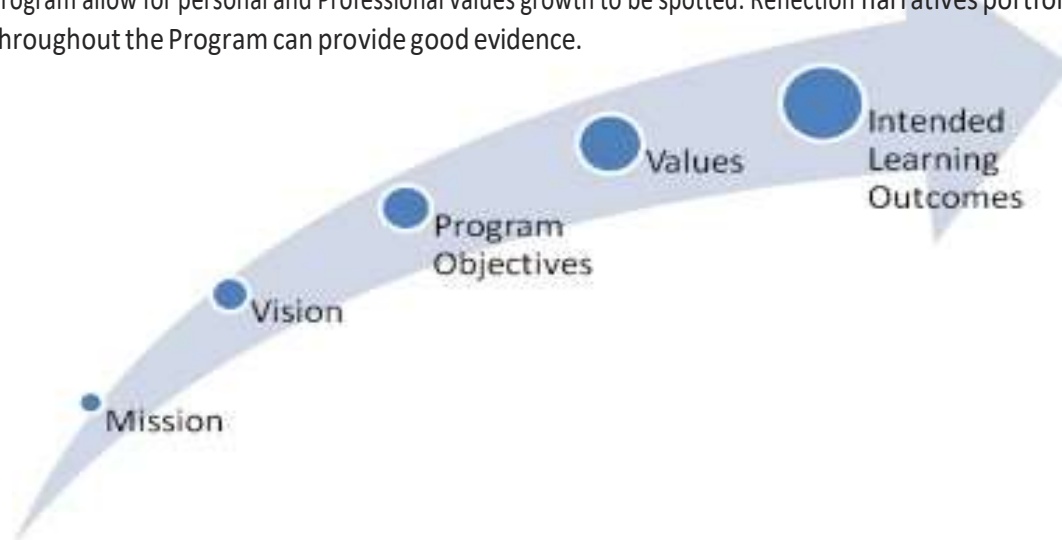 rogram allow for personal and Professional values growth to be spotted. Reflection narratives
hroughout the Program can provide good evidence.
Intended
Learning
Outcomes
Values
Program
Objectives
Vision
Mission